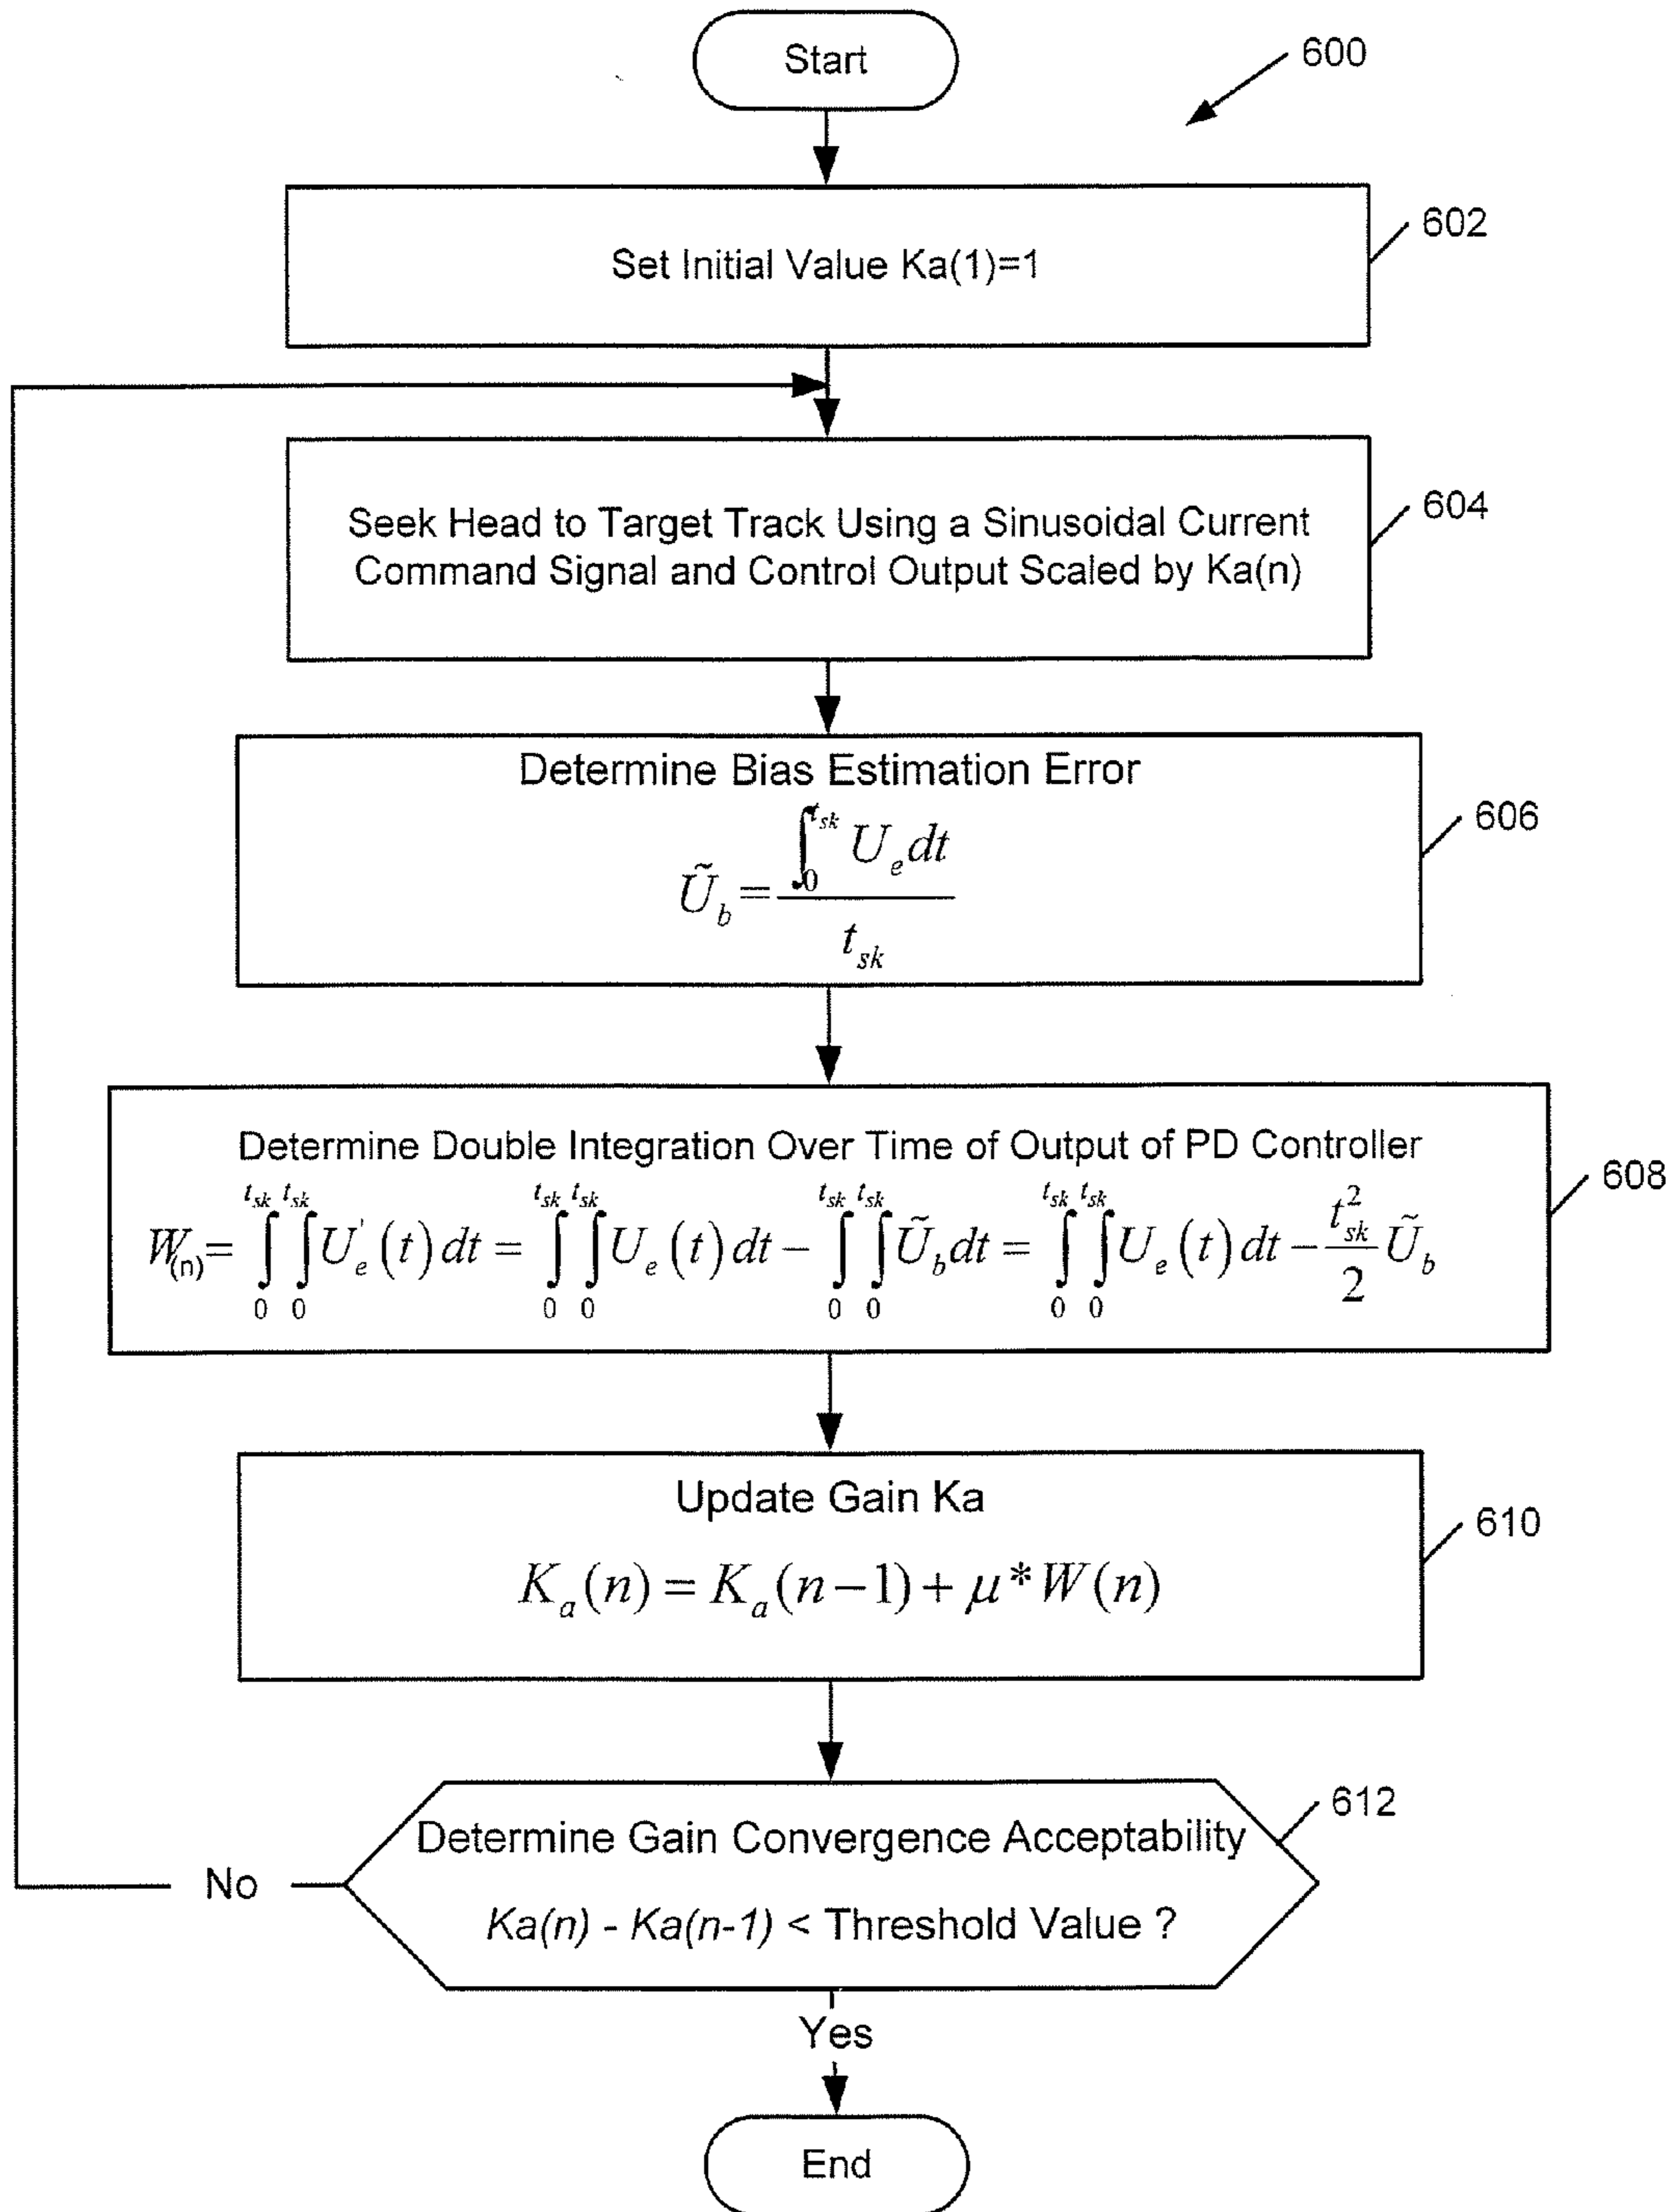 Start
600
Set Initial Value Ka(1)=1
602
Seek Head to Target Track Using a Sinusoidal Current
Command Signal and Control Output Scaled by Ka(n)
604
Determine Bias Estimation Error
Ũ_b = ∫_0^{t_sk} U_e dt / t_sk
606
Determine Double Integration Over Time of Output of PD Controller
W_(n) = ∫_0^{t_sk} ∫_0^{t_sk} U'_e (t) dt = ∫_0^{t_sk} ∫_0^{t_sk} U_e (t) dt − ∫_0^{t_sk} ∫_0^{t_sk} Ũ_b dt = ∫_0^{t_sk} ∫_0^{t_sk} U_e (t) dt − t_sk^2 / 2 Ũ_b
608
Update Gain Ka
K_a (n) = K_a (n−1) + μ * W(n)
610
Determine Gain Convergence Acceptability
Ka(n) - Ka(n-1) < Threshold Value ?
612
No
Yes
End